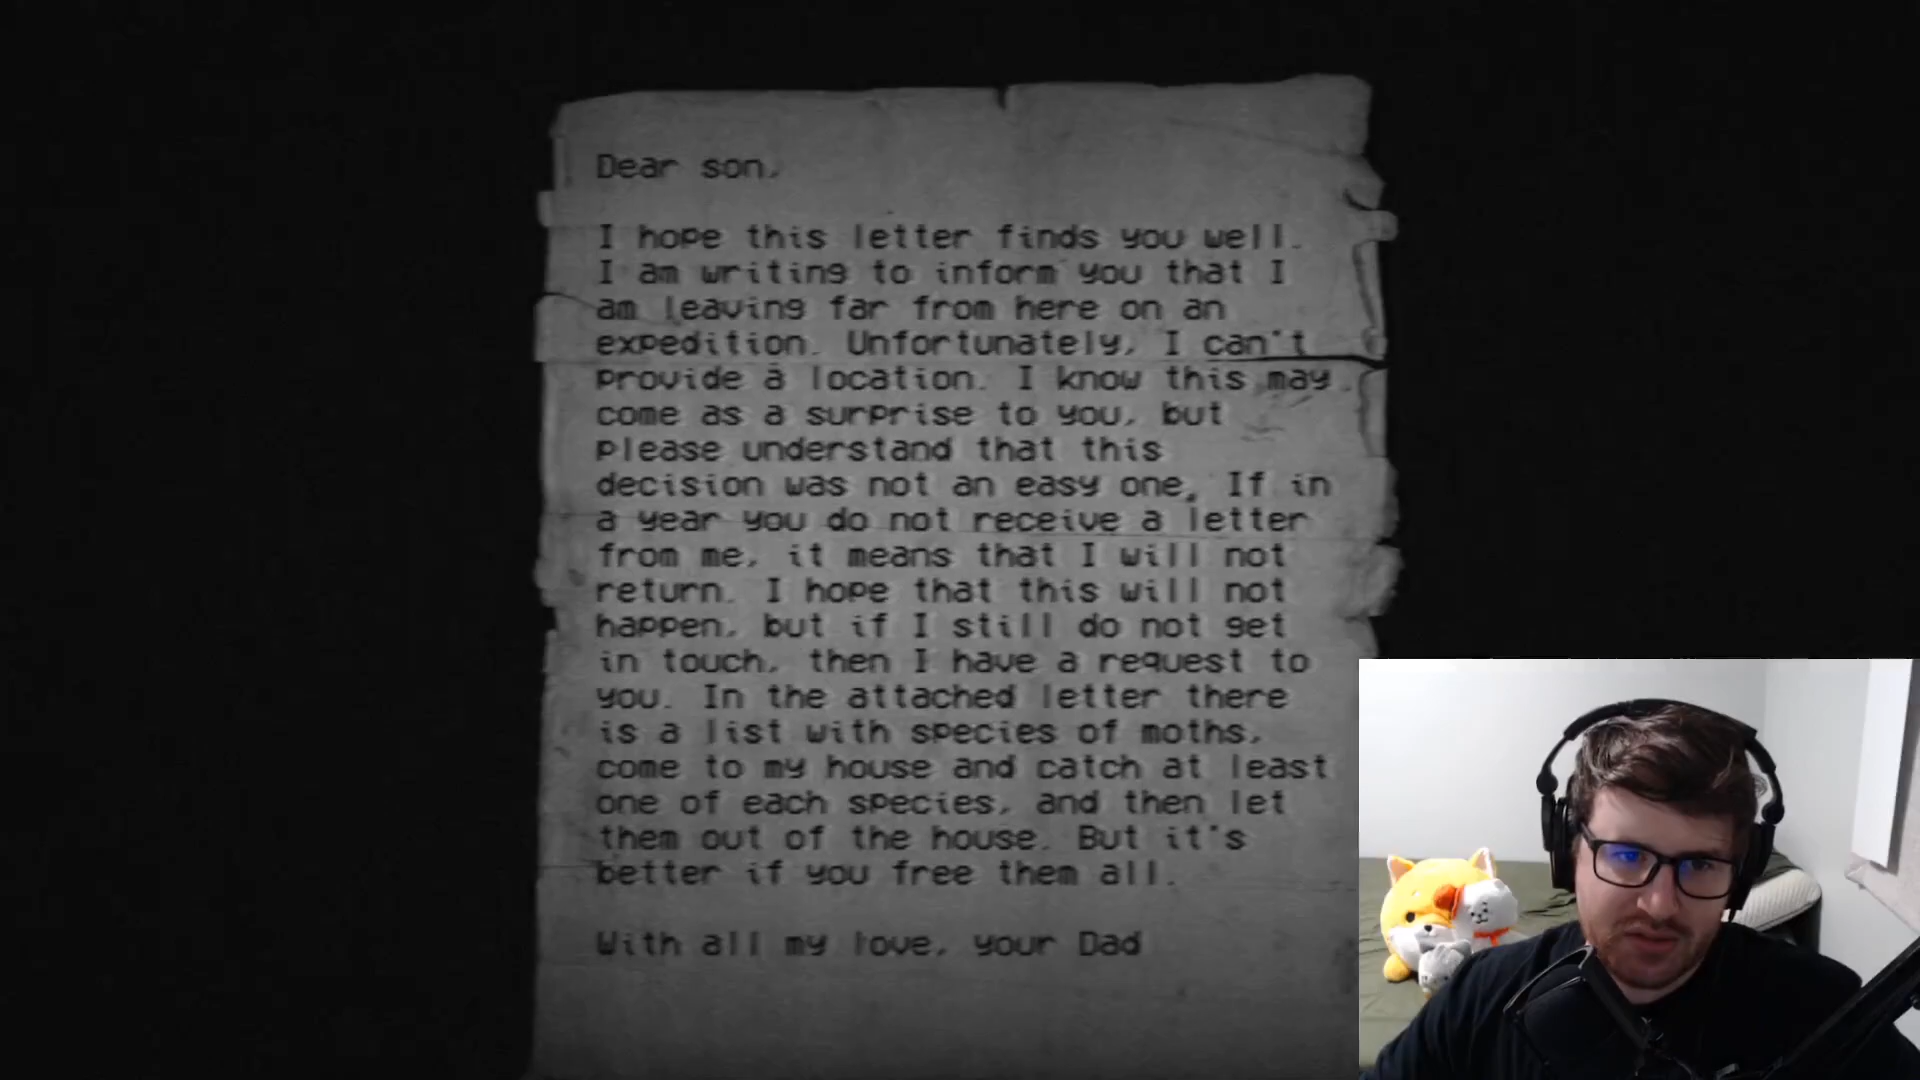 Dear son,
I hope this letter finds you well.
I am writing to inform you that I
am leaving far from here on an
expedition. Unfortunately, I can't
provide a location. I know this may
come as a surprise to you, but
please understand that this
decision was not an easy one. If in
a year you do not receive a letter
from me, it means that I will not
return. I hope that this will not
happen, but if I still do not get
in touch, then I have a request to
you. In the attached letter there
is a list with species of moths,
come to my house and catch at least
one of each species, and then let
them out of the house. But it's
better if you free them all.
With all my love, your Dad